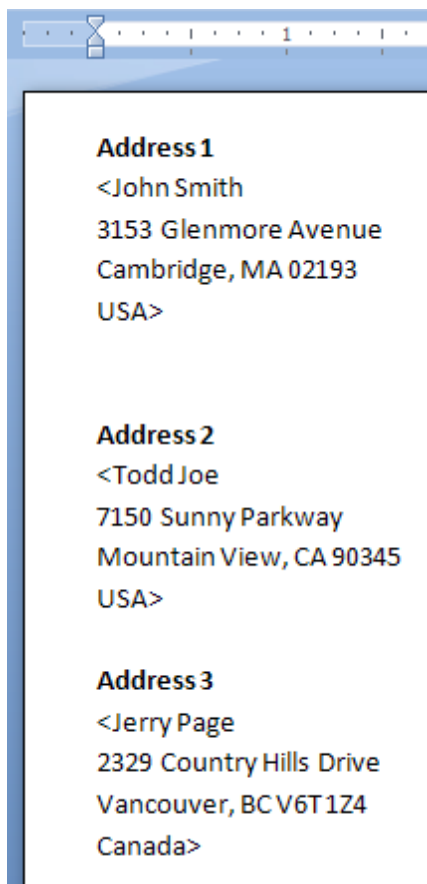 1
Address 1
<John Smith
3153 Glenmore Avenue
Cambridge, MA 02193
USA>
Address 2
<Todd Joe
7150 Sunny Parkway
Mountain View, CA 90345
USA>
Address 3
<Jerry Page
2329 Country Hills Drive
Vancouver, BC V6T 1Z4
Canada>